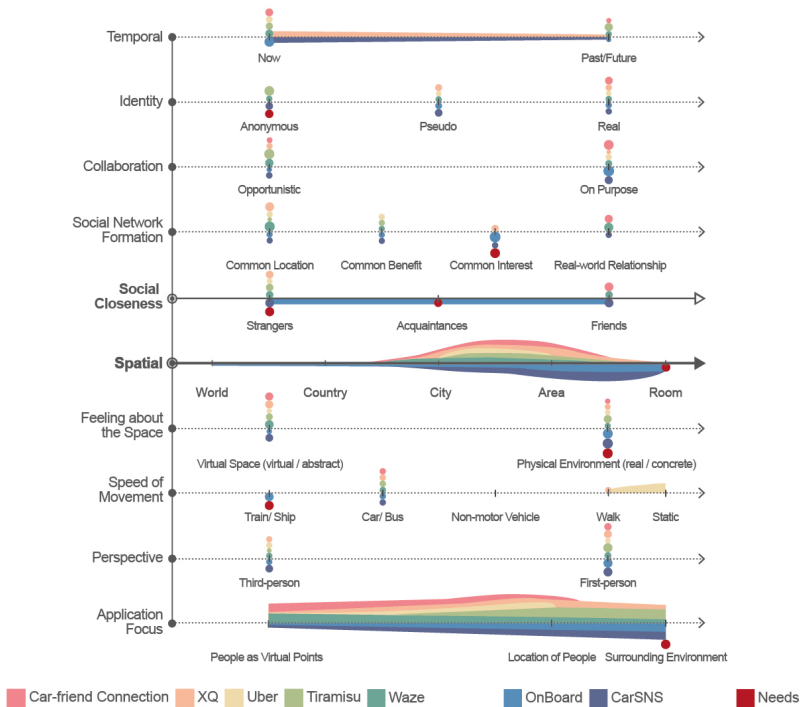 Temporal
Now
Past/Future
Identity
Anonymous
Pseudo
Real
Collaboration
Opportunistic
On Purpose
Social Network
Formation
Common Location
Common Benefit
Common Interest
Real-world Relationship
Social
Closeness
Strangers
Acquaintances
Friends
Spatial
World
Country
City
Area
Room
Feeling about
the Space
Virtual Space (virtual / abstract)
Physical Environment (real / concrete)
Speed of
Movement
Train/ Ship
Car/ Bus
Non-motor Vehicle
Walk
Static
Perspective
Third-person
First-person
Application
Focus
People as Virtual Points
Location of People
Surrounding Environment
Car-friend Connection
XQ
Uber
Tiramisu
Waze
OnBoard
CarSNS
Needs